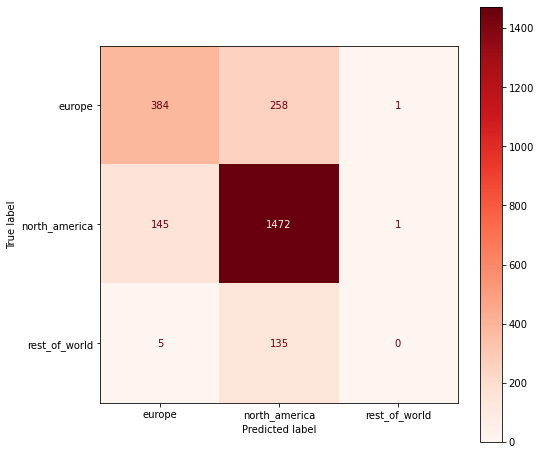 europe
384
258
1
north_america
145
1472
1
rest_of_world
5
135
0
europe
north_america
rest_of_world
True label
Predicted label
1400
1200
1000
800
600
400
200
0